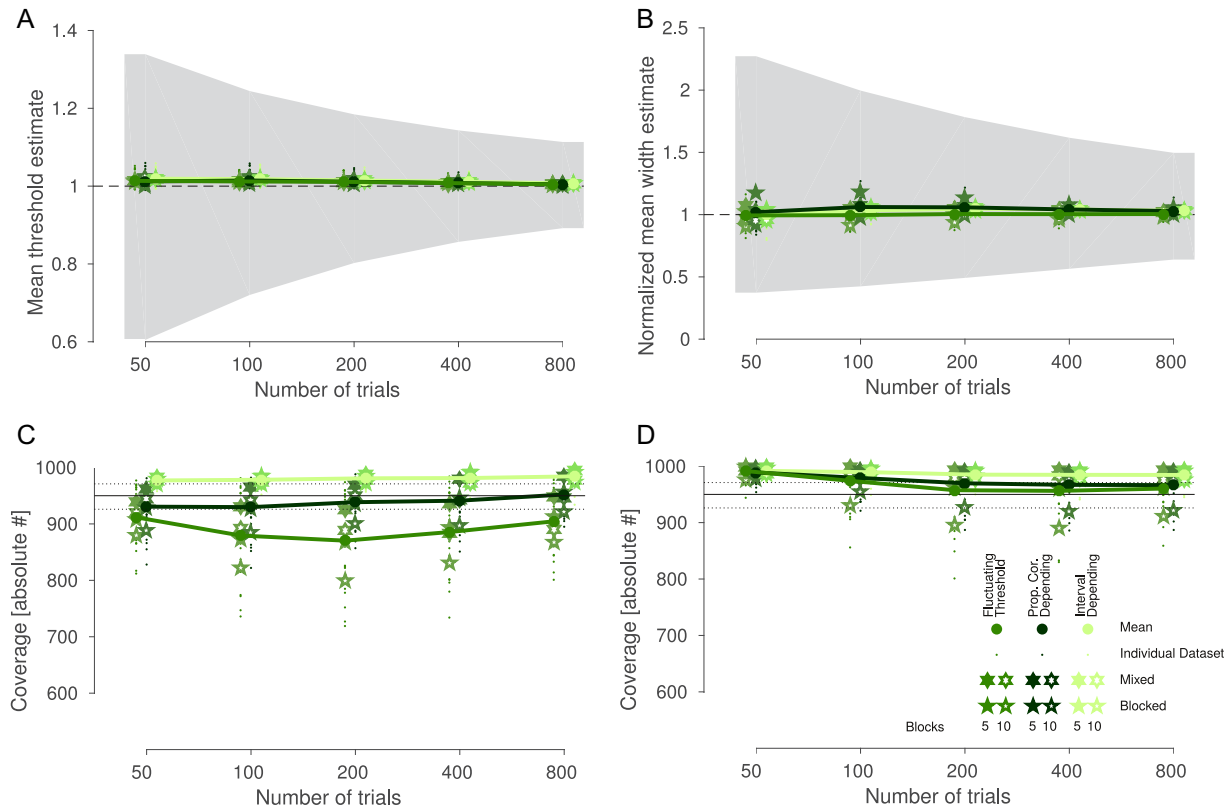 A
Mean threshold estimate
1.4
1.2
1
0.8
0.6
50 100 200 400 800
Number of trials
B
Normalized mean width estimate
2.5
2
1.5
1
0.5
0
50 100 200 400 800
Number of trials
C
Coverage [absolute #]
1000
900
800
700
600
50 100 200 400 800
Number of trials
D
Coverage [absolute #]
1000
900
800
700
600
50 100 200 400 800
Number of trials
Fluctuating
Threshold
Prop. Cor.
Depending
Interval
Depending
Mean
Individual Dataset
Mixed
Blocked
Blocks 5 10 5 10 5 10